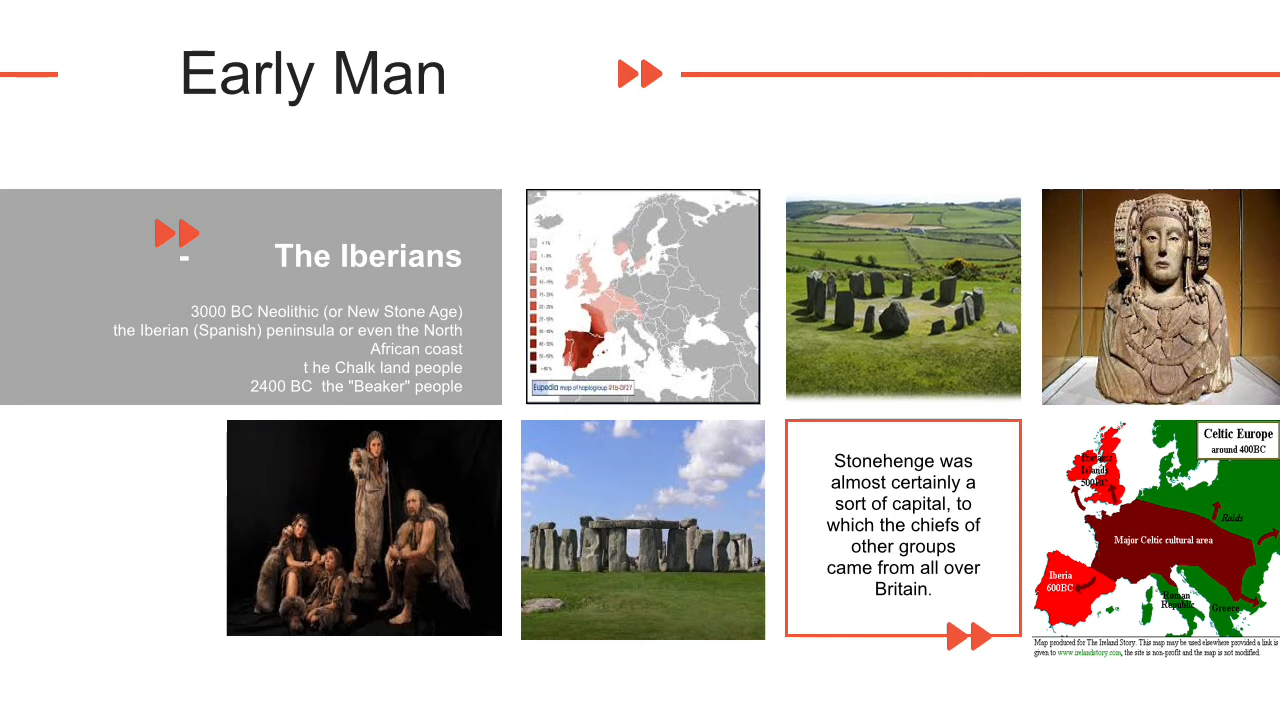 Early Man
- The Iberians
3000 BC Neolithic (or New Stone Age)
the Iberian (Spanish) peninsula or even the North
African coast
t he Chalk land people
2400 BC  the "Beaker" people
Eupedia map of haplogroup R1b-DF27
Stonehenge was
almost certainly a
sort of capital, to
which the chiefs of
other groups
came from all over
Britain.
Celtic Europe
around 400BC
Islands
500BC
Raids
Major Celtic cultural area
Iberia
600BC
Roman
Republic
Greece
Map produced for The Ireland Story. This map may be used elsewhere provided a link is
given to www.irelandstory.com, the site is non-profit and the map is not modified.